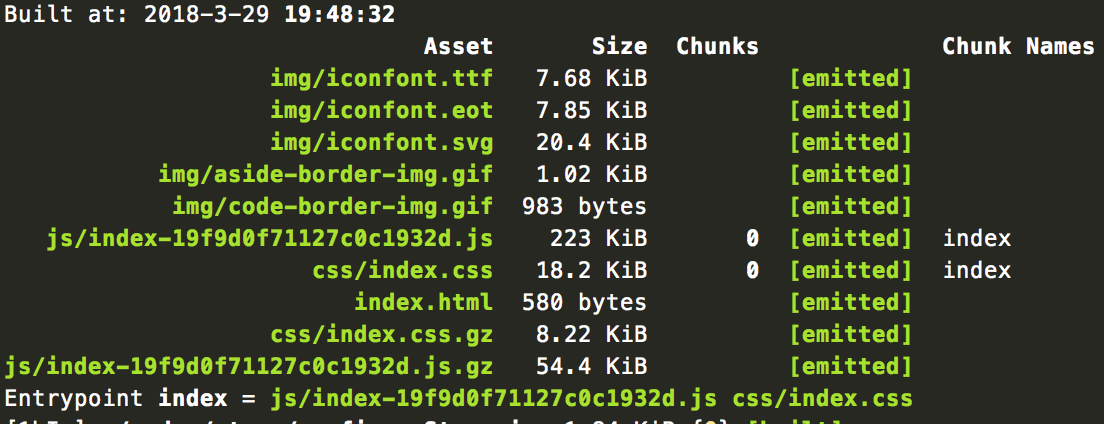 Built at: 2018-3-29 19:48:32
Asset Size Chunks Chunk Names
img/iconfont.ttf 7.68 KiB [emitted]
img/iconfont.eot 7.85 KiB [emitted]
img/iconfont.svg 20.4 KiB [emitted]
img/aside-border-img.gif 1.02 KiB [emitted]
img/code-border-img.gif 983 bytes [emitted]
js/index-19f9d0f71127c0c1932d.js 223 KiB 0 [emitted] index
css/index.css 18.2 KiB 0 [emitted] index
index.html 580 bytes [emitted]
css/index.css.gz 8.22 KiB [emitted]
js/index-19f9d0f71127c0c1932d.js.gz 54.4 KiB [emitted]
Entrypoint index = js/index-19f9d0f71127c0c1932d.js css/index.css